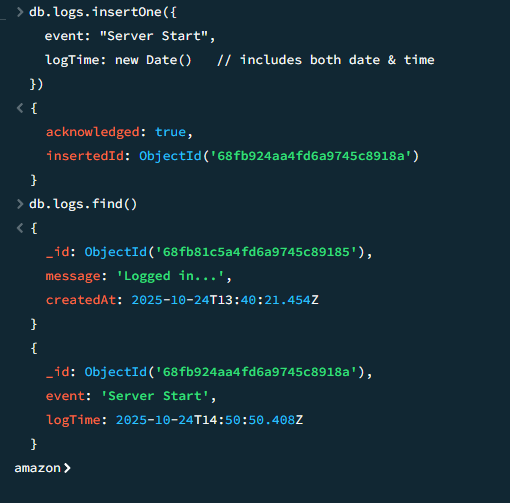 > db.logs.insertOne({
event: "Server Start",
logTime: new Date()   // includes both date & time
})
< {
acknowledged: true,
insertedId: ObjectId('68fb924aa4fd6a9745c8918a')
}
> db.logs.find()
< {
_id: ObjectId('68fb81c5a4fd6a9745c89185'),
message: 'Logged in...',
createdAt: 2025-10-24T13:40:21.454Z
}
{
_id: ObjectId('68fb924aa4fd6a9745c8918a'),
event: 'Server Start',
logTime: 2025-10-24T14:50:50.408Z
}
amazon>